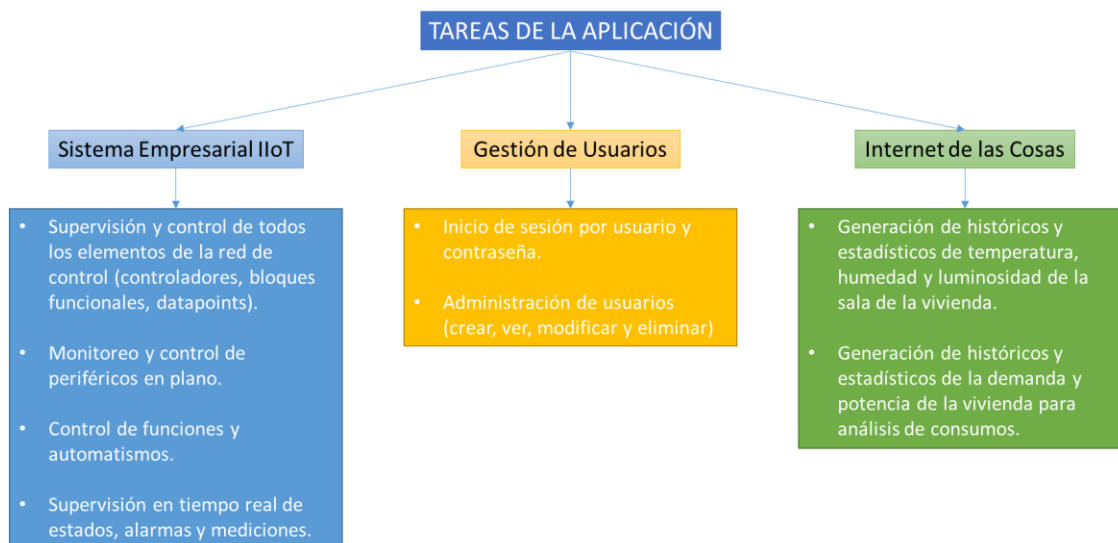 TAREAS DE LA APLICACIÓN
Sistema Empresarial IIoT
• Supervisión y control de todos
los elementos de la red de
control (controladores, bloques
funcionales, datapoints).
• Monitoreo y control de
periféricos en plano.
• Control de funciones y
automatismos.
• Supervisión en tiempo real de
estados, alarmas y mediciones.
Gestión de Usuarios
• Inicio de sesión por usuario y
contraseña.
• Administración de usuarios
(crear, ver, modificar y eliminar)
Internet de las Cosas
• Generación de históricos y
estadísticos de temperatura,
humedad y luminosidad de la
sala de la vivienda.
• Generación de históricos y
estadísticos de la demanda y
potencia de la vivienda para
análisis de consumos.